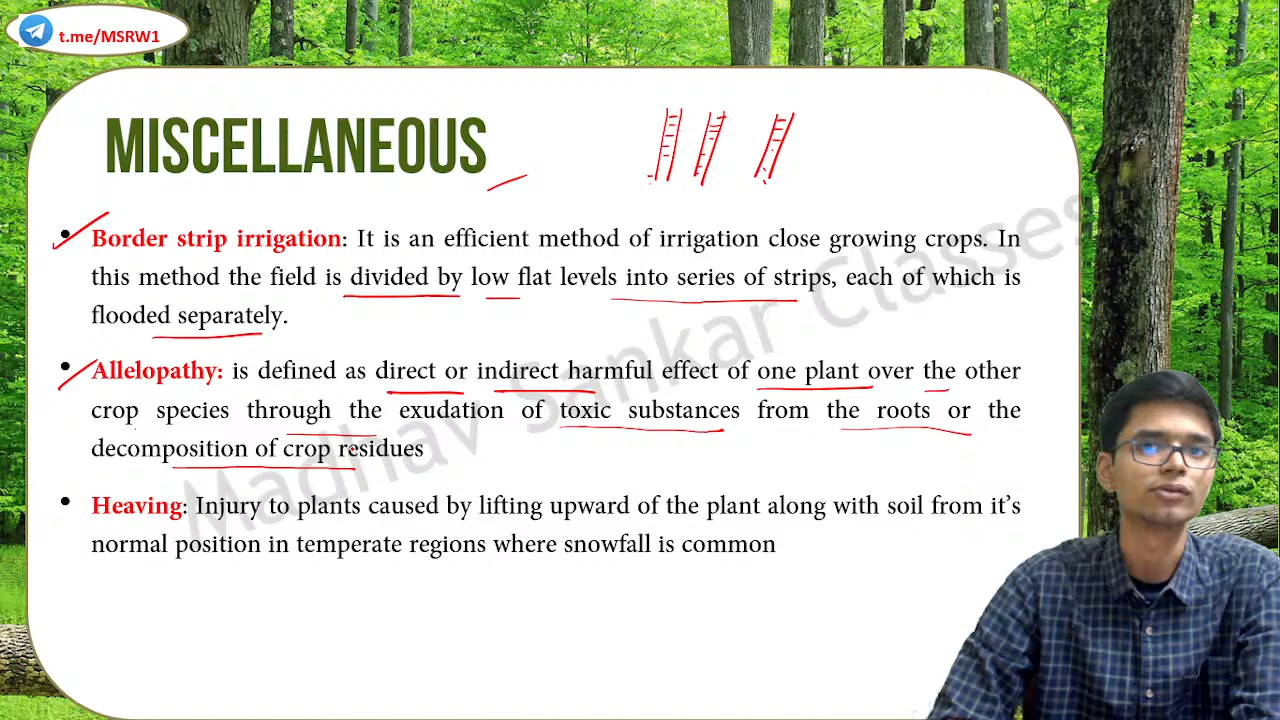 t.me/MSRW1
MISCELLANEOUS
• Border strip irrigation: It is an efficient method of irrigation close growing crops. In
this method the field is divided by low flat levels into series of strips, each of which is
flooded separately.
• Allelopathy: is defined as direct or indirect harmful effect of one plant over the other
crop species through the exudation of toxic substances from the roots or the
decomposition of crop residues
• Heaving: Injury to plants caused by lifting upward of the plant along with soil from it's
normal position in temperate regions where snowfall is common
Madhav Sankar Classes